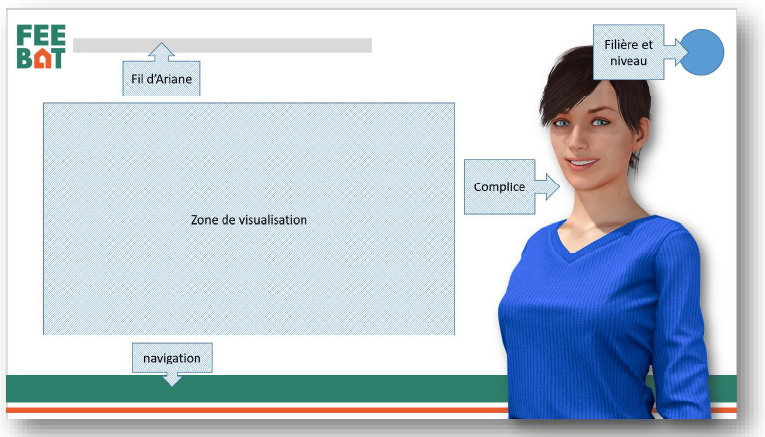 FEE
BAT
Fil d'Ariane
Filière et
niveau
Complice
Zone de visualisation
navigation